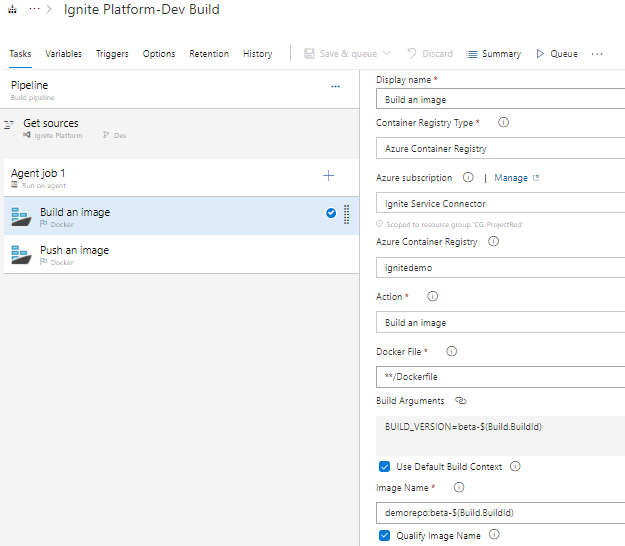 Ignite Platform-Dev Build
Tasks Variables Triggers Options Retention History Save & queue Discard Summary Queue
Pipeline
Build pipeline
Get sources
Ignite Platform Dev
Agent job 1
Run on agent
Build an image
Docker
Push an image
Docker
Display name *
Build an image
Container Registry Type *
Azure Container Registry
Azure subscription | Manage
Ignite Service Connector
Scoped to resource group 'CG-ProjectRed'
Azure Container Registry
ignitedemo
Action *
Build an image
Docker File *
**/Dockerfile
Build Arguments
BUILD_VERSION=beta-$(Build.BuildId)
Use Default Build Context
Image Name *
demorepo:beta-$(Build.BuildId)
Qualify Image Name